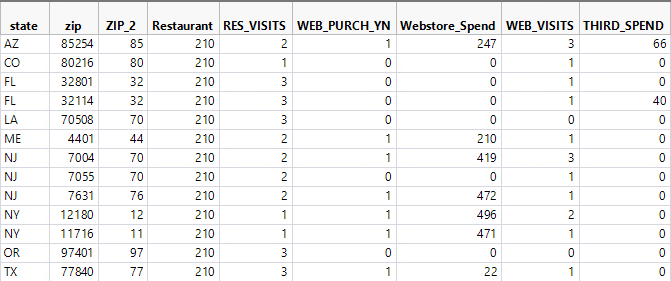 state zip ZIP_2 Restaurant RES_VISITS WEB_PURCH_YN Webstore_Spend WEB_VISITS THIRD_SPEND
AZ 85254 85 210 2 1 247 3 66
CO 80216 80 210 1 0 0 1 0
FL 32801 32 210 3 0 0 1 0
FL 32114 32 210 3 0 0 1 40
LA 70508 70 210 3 0 0 0 0
ME 4401 44 210 2 1 210 1 0
NJ 7004 70 210 2 1 419 3 0
NJ 7055 70 210 2 0 0 1 0
NJ 7631 76 210 2 1 472 1 0
NY 12180 12 210 1 1 496 2 0
NY 11716 11 210 1 1 471 1 0
OR 97401 97 210 3 0 0 0 0
TX 77840 77 210 3 1 22 1 0